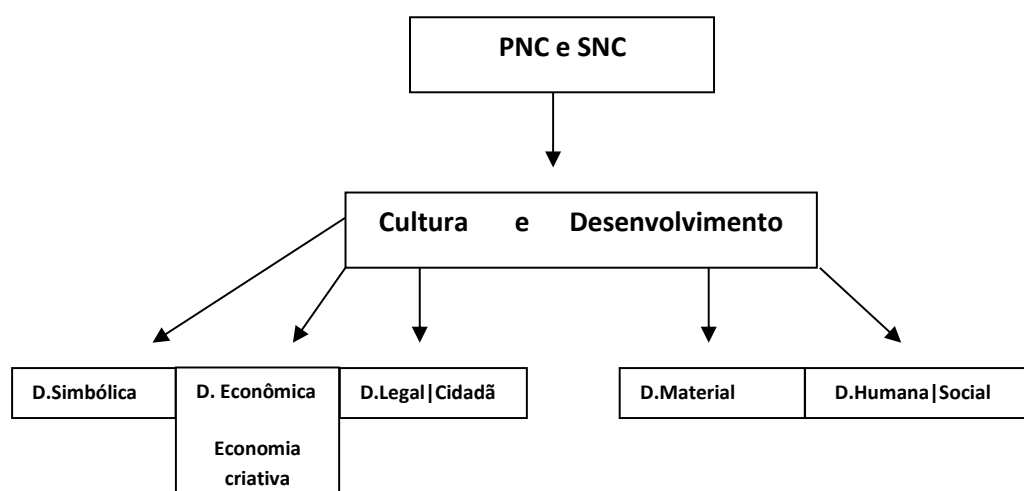 PNC e SNC
Cultura e Desenvolvimento
D.Simbólica
D. Econômica
Economia
criativa
D.Legal|Cidadã
D.Material
D.Humana|Social